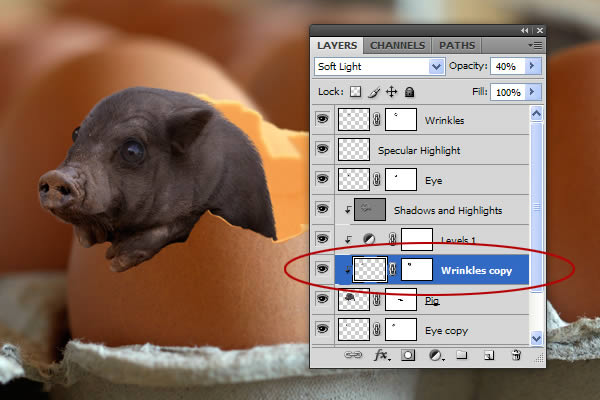 LAYERS CHANNELS PATHS
Soft Light Opacity: 40%
Lock: Fill: 100%
Wrinkles
Specular Highlight
Eye
Shadows and Highlights
Levels 1
Wrinkles copy
Pig
Eye copy
fx